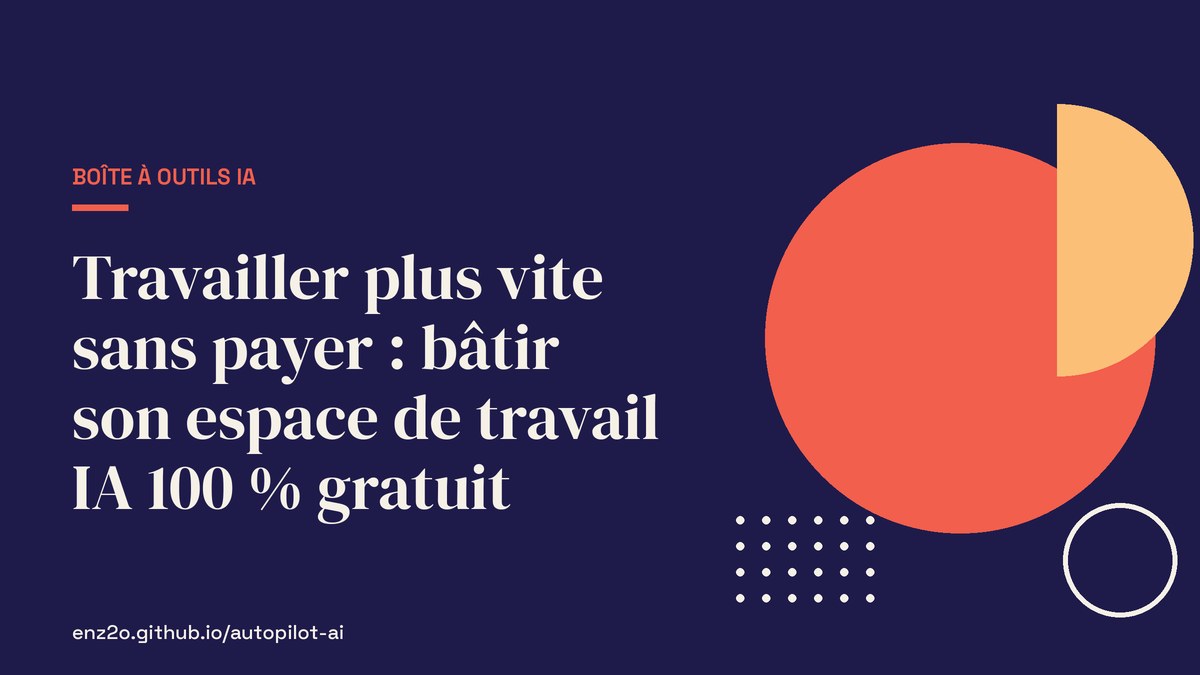 BOÎTE À OUTILS IA
Travailler plus vite
sans payer : bâtir
son espace de travail
IA 100 % gratuit
enz2o.github.io/autopilot-ai